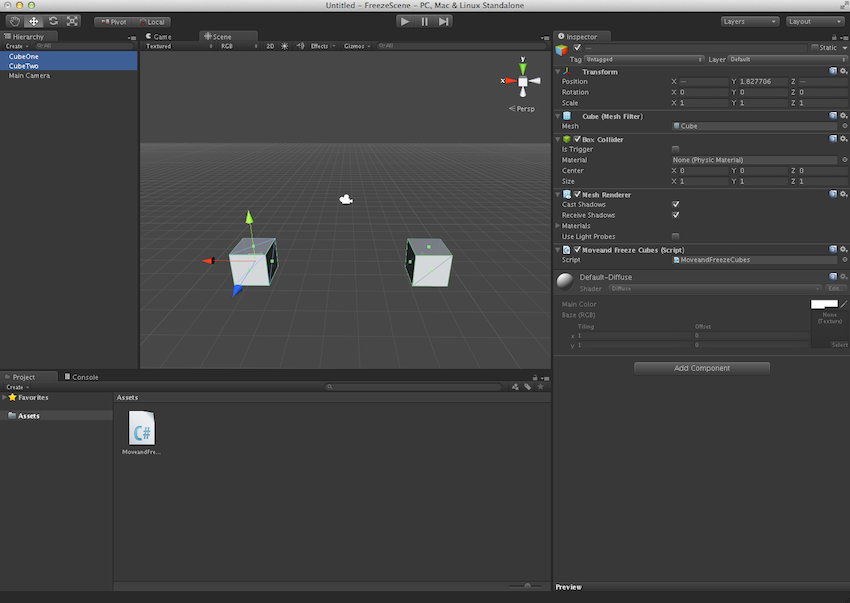 Untitled - FreezeScene - PC, Mac & Linux Standalone
Pivot Local
Layers Layout
Hierarchy
Create All
CubeOne
CubeTwo
Main Camera
Game Scene
Textured RGB 2D Effects Gizmos All
y
x
Persp
Inspector
— Static
Tag Untagged Layer Default
Transform
Position X — Y 1.827706 Z —
Rotation X 0 Y 0 Z 0
Scale X 1 Y 1 Z 1
Cube (Mesh Filter)
Mesh Cube
Box Collider
Is Trigger
Material None (Physic Material)
Center X 0 Y 0 Z 0
Size X 1 Y 1 Z 1
Mesh Renderer
Cast Shadows
Receive Shadows
Materials
Use Light Probes
Moveand Freeze Cubes (Script)
Script MoveandFreezeCubes
Default-Diffuse
Shader Diffuse Edit...
Main Color
Base (RGB) None
(Texture)
Tiling Offset
x 1 0
y 1 0 Select
Add Component
Preview
Project Console
Create
Favorites
Assets
Assets
C#
MoveandFre...